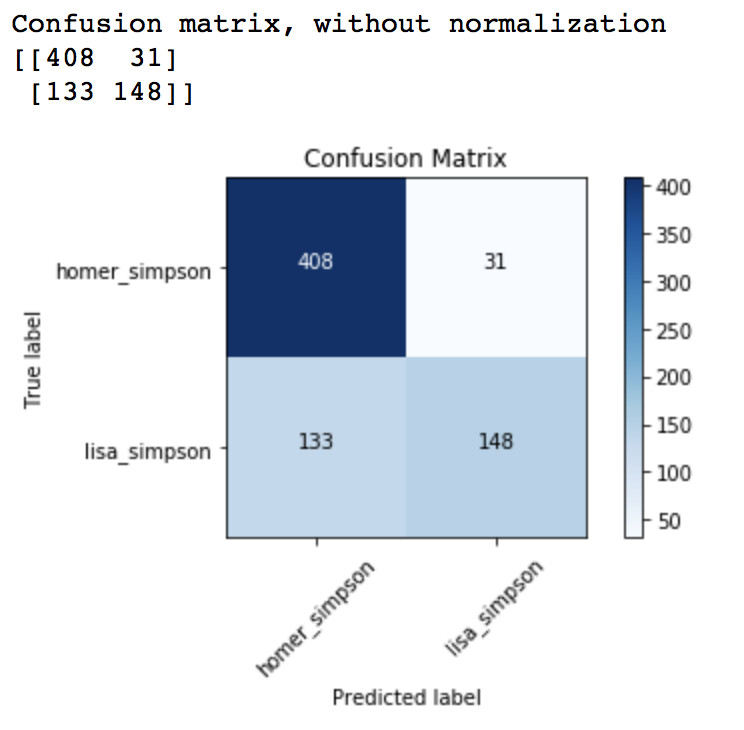 Confusion matrix, without normalization
[[408  31]
 [133 148]]
Confusion Matrix
True label
homer_simpson
lisa_simpson
408
31
133
148
homer_simpson
lisa_simpson
Predicted label
400
350
300
250
200
150
100
50